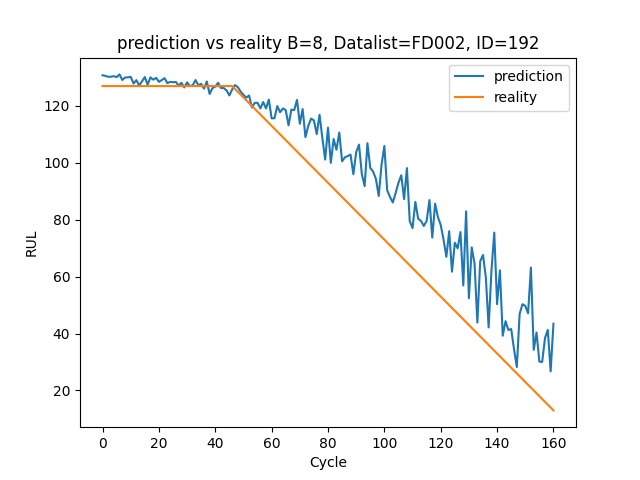 prediction vs reality B=8, Datalist=FD002, ID=192
prediction
reality
RUL
120
100
80
60
40
20
0 20 40 60 80 100 120 140 160
Cycle